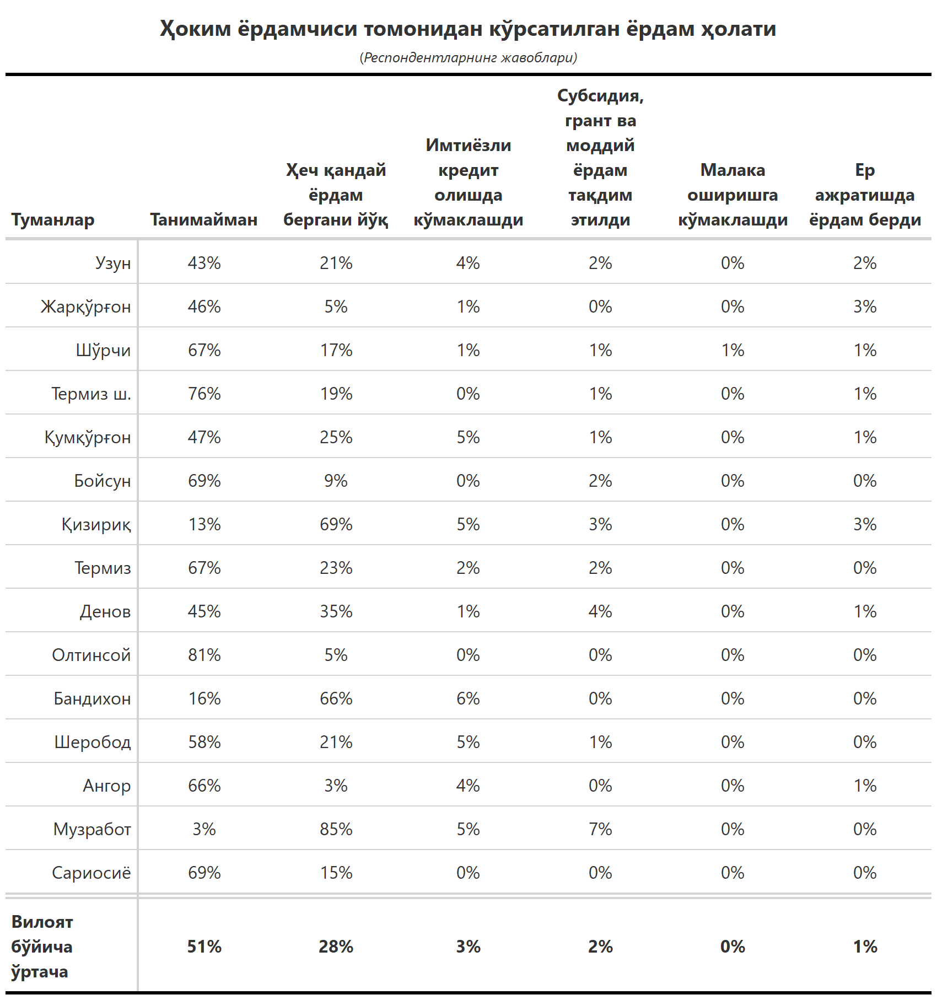 Ҳоким ёрдамчиси томонидан кўрсатилган ёрдам ҳолати
(Респондентларнинг жавоблари)
Туманлар Танимайман Ҳеч қандай ёрдам бергани йўқ Имтиёзли кредит олишда кўмаклашди Субсидия, грант ва моддий ёрдам тақдим этилди Малака оширишга кўмаклашди Ер ажратишда ёрдам берди
Узун 43% 21% 4% 2% 0% 2%
Жарқўрғон 46% 5% 1% 0% 0% 3%
Шўрчи 67% 17% 1% 1% 1% 1%
Термиз ш. 76% 19% 0% 1% 0% 1%
Қумқўрғон 47% 25% 5% 1% 0% 1%
Бойсун 69% 9% 0% 2% 0% 0%
Қизириқ 13% 69% 5% 3% 0% 3%
Термиз 67% 23% 2% 2% 0% 0%
Денов 45% 35% 1% 4% 0% 1%
Олтинсой 81% 5% 0% 0% 0% 0%
Бандихон 16% 66% 6% 0% 0% 0%
Шеробод 58% 21% 5% 1% 0% 0%
Ангор 66% 3% 4% 0% 0% 1%
Музработ 3% 85% 5% 7% 0% 0%
Сариосиё 69% 15% 0% 0% 0% 0%
Вилоят бўйича ўртача 51% 28% 3% 2% 0% 1%